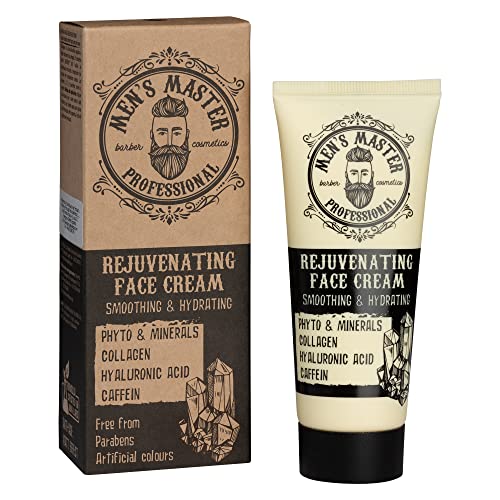 MEN'S MASTER
barber cosmetics
PROFESSIONAL
REJUVENATING
FACE CREAM
SMOOTHING & HYDRATING
PHYTO & MINERALS
COLLAGEN
HYALURONIC ACID
CAFFEIN
Free from
Parabens
Artificial colours
MEN'S MASTER
barber cosmetics
PROFESSIONAL
REJUVENATING
FACE CREAM
SMOOTHING & HYDRATING
PHYTO & MINERALS
COLLAGEN
HYALURONIC ACID
CAFFEIN